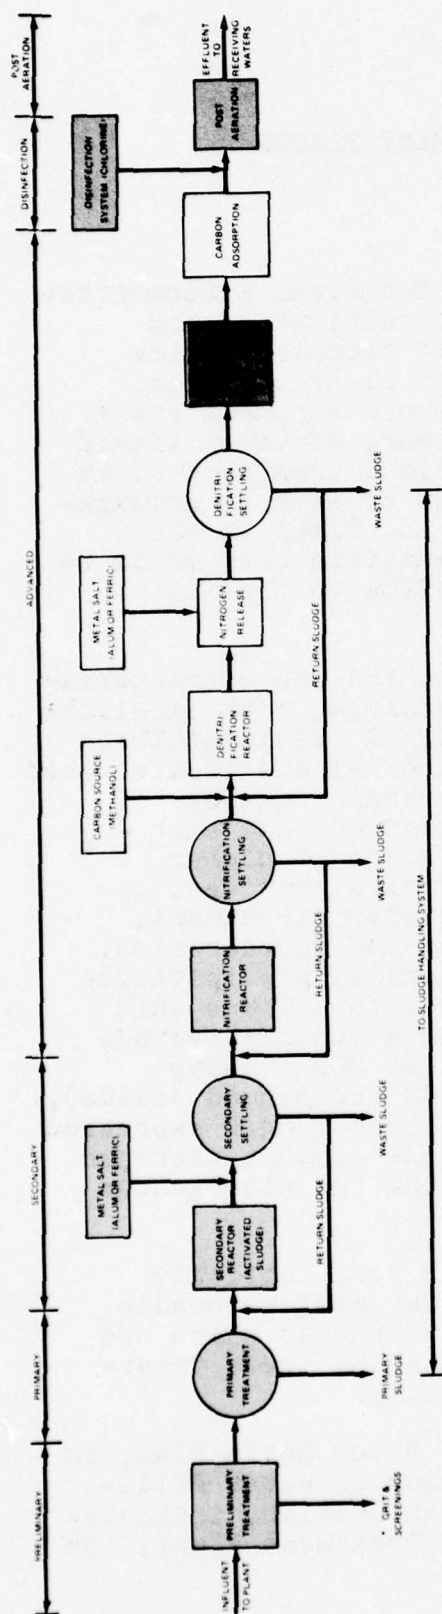 PRELIMINARY
PRIMARY
SECONDARY
ADVANCED
DISINFECTION
POST
AERATION
METAL SALT
(ALUM OR FERRIC)
CARBON SOURCE
(METHANOL)
METAL SALT
(ALUM OR FERRIC)
DISINFECTION
SYSTEM (CHLORINE)
INFLUENT
TO PLANT
PRELIMINARY
TREATMENT
PRIMARY
TREATMENT
SECONDARY
REACTOR
(ACTIVATED
SLUDGE)
SECONDARY
SETTLING
NITRIFICATION
REACTOR
NITRIFICATION
SETTLING
DENITRI
FICATION
REACTOR
NITROGEN
RELEASE
DENITRI
FICATION
SETTLING
CARBON
ADSORPTION
POST
AERATION
EFFLUENT
TO
RECEIVING
WATERS
RETURN SLUDGE
RETURN SLUDGE
RETURN SLUDGE
* GRIT &
SCREENINGS
PRIMARY
SLUDGE
WASTE SLUDGE
WASTE SLUDGE
WASTE SLUDGE
TO SLUDGE HANDLING SYSTEM